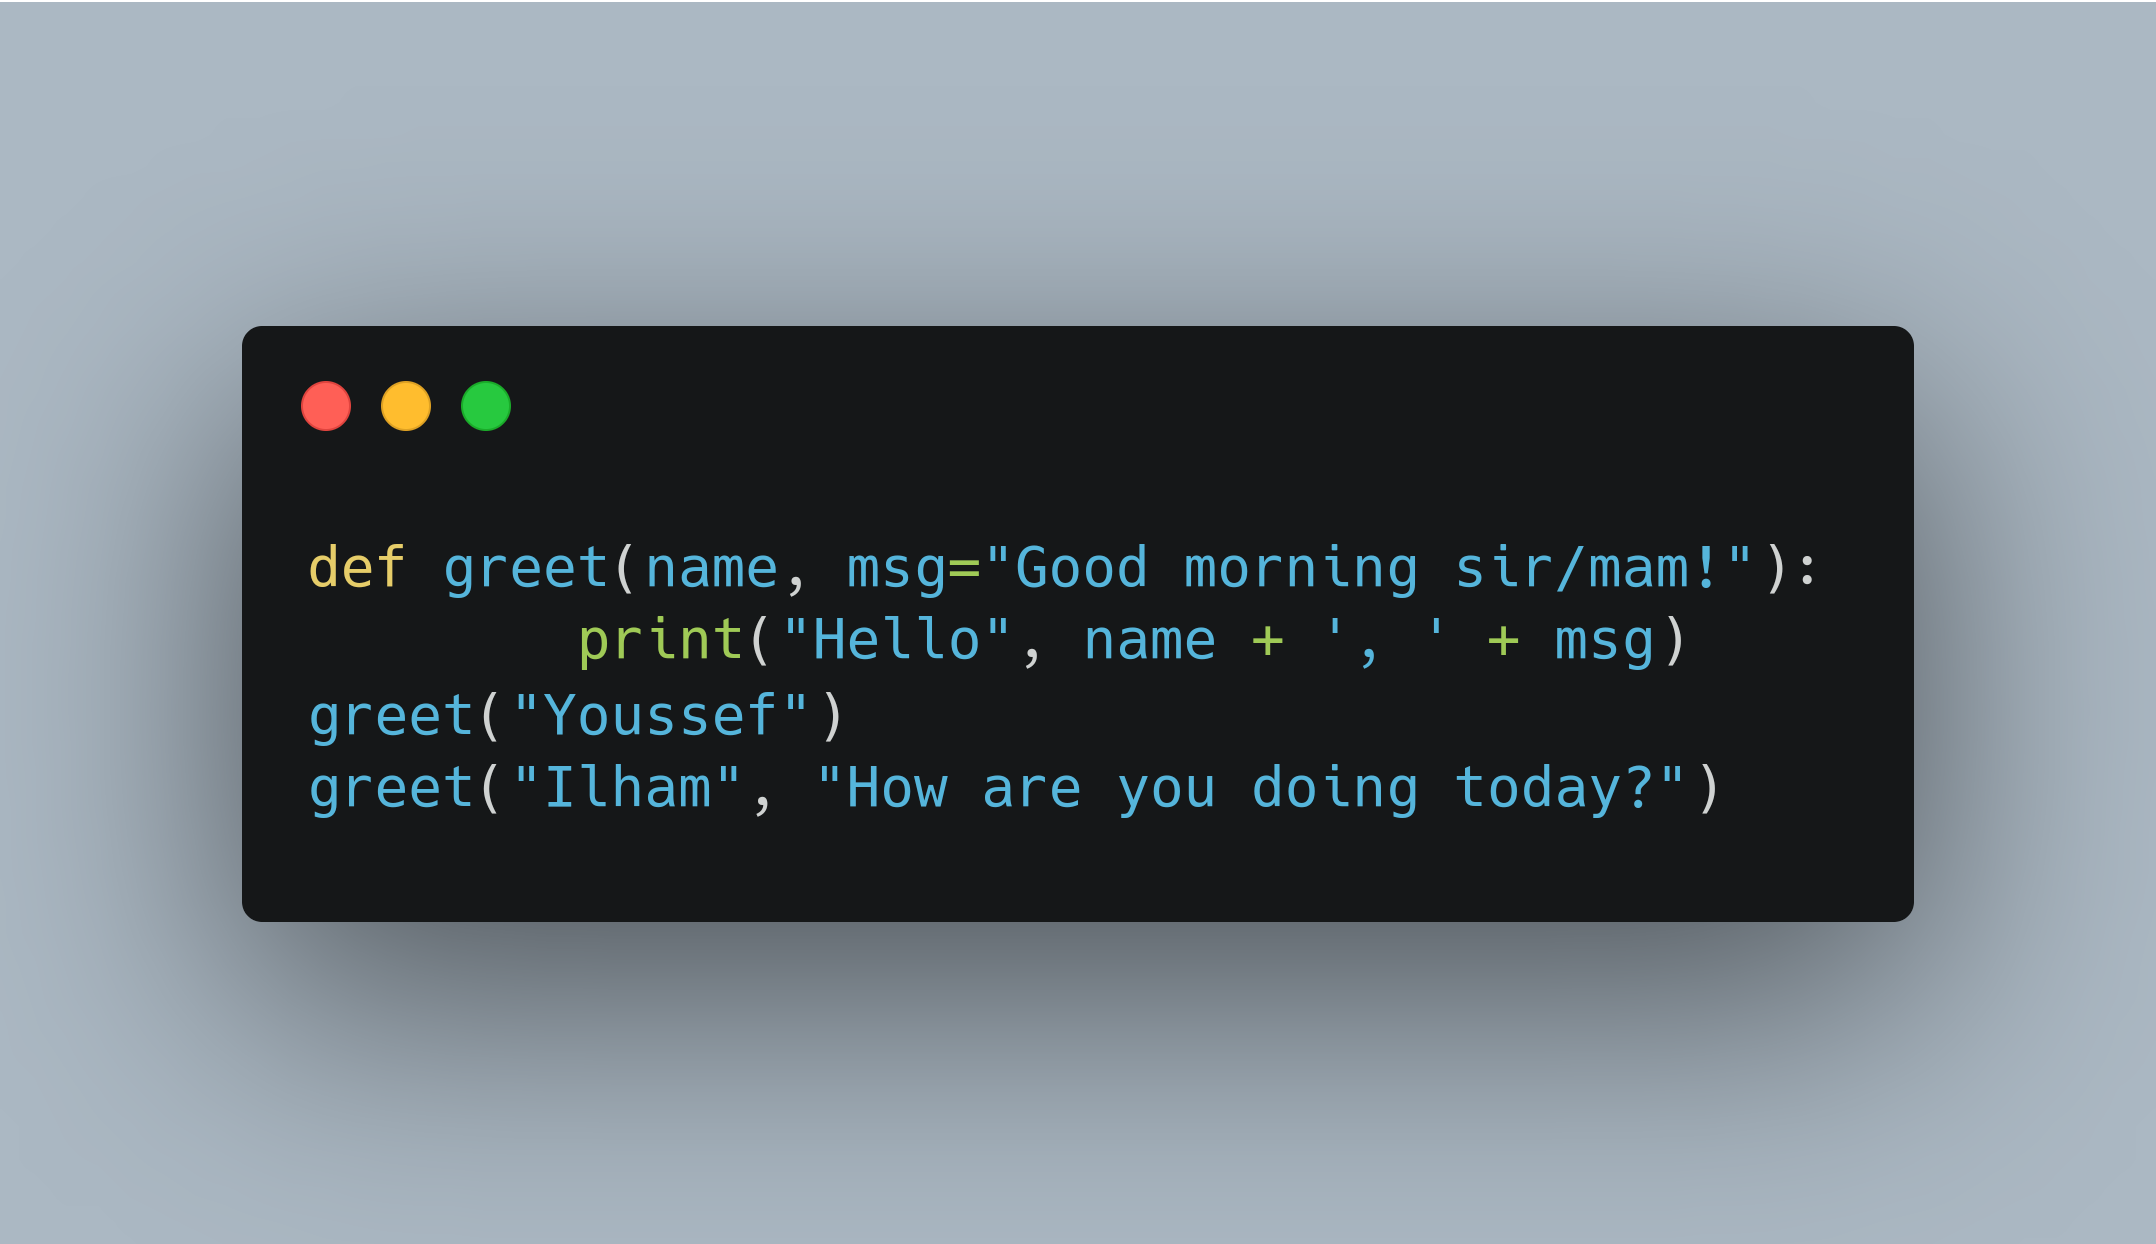 def greet(name, msg="Good morning sir/mam!"):
        print("Hello", name + ', ' + msg)
greet("Youssef")
greet("Ilham", "How are you doing today?")